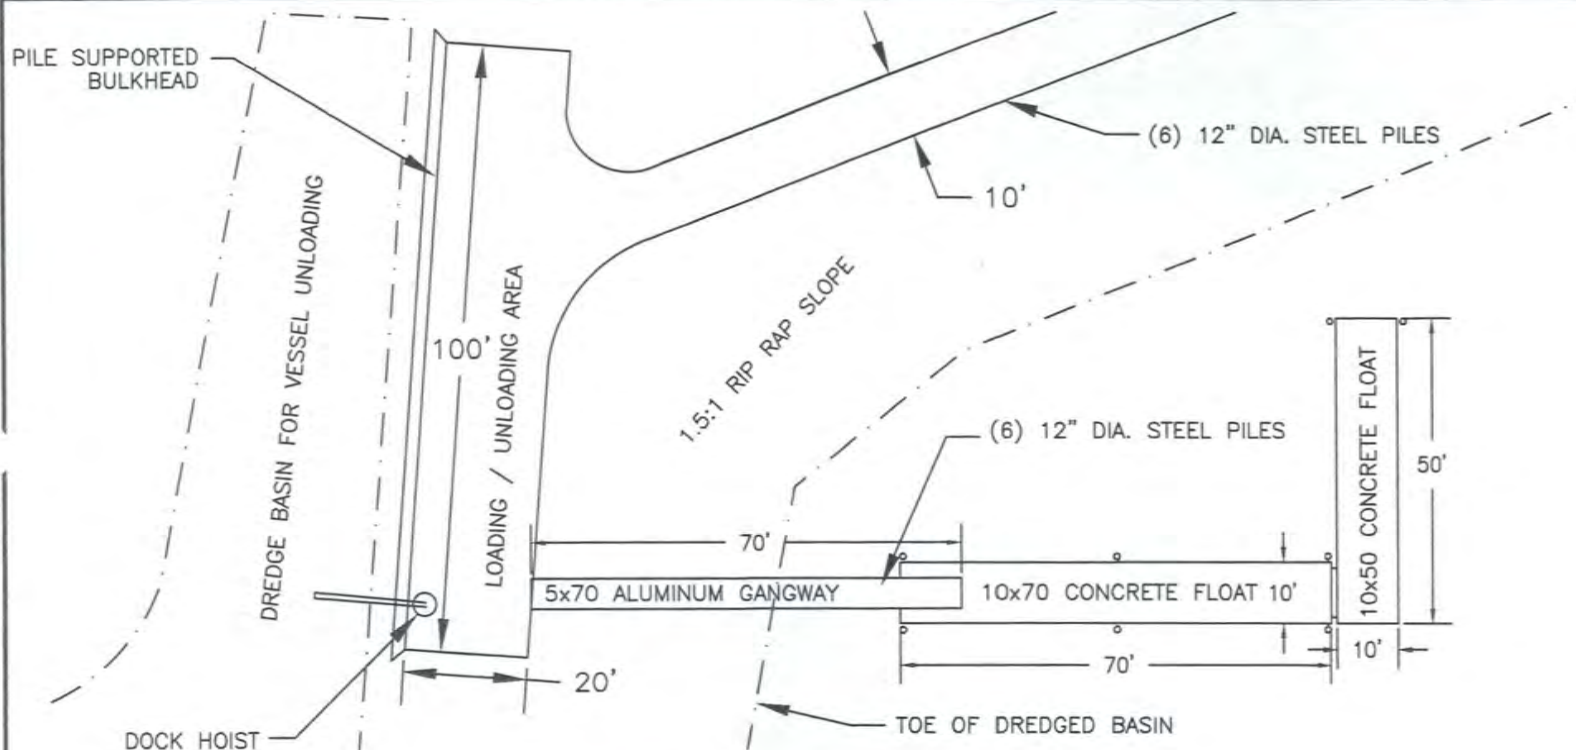 PILE SUPPORTED
BULKHEAD
(6) 12" DIA. STEEL PILES
10'
DREDGE BASIN FOR VESSEL UNLOADING
100'
LOADING / UNLOADING AREA
1.5:1 RIP RAP SLOPE
(6) 12" DIA. STEEL PILES
10x50 CONCRETE FLOAT
50'
70'
5x70 ALUMINUM GANGWAY
10x70 CONCRETE FLOAT
10'
10'
70'
20'
TOE OF DREDGED BASIN
DOCK HOIST